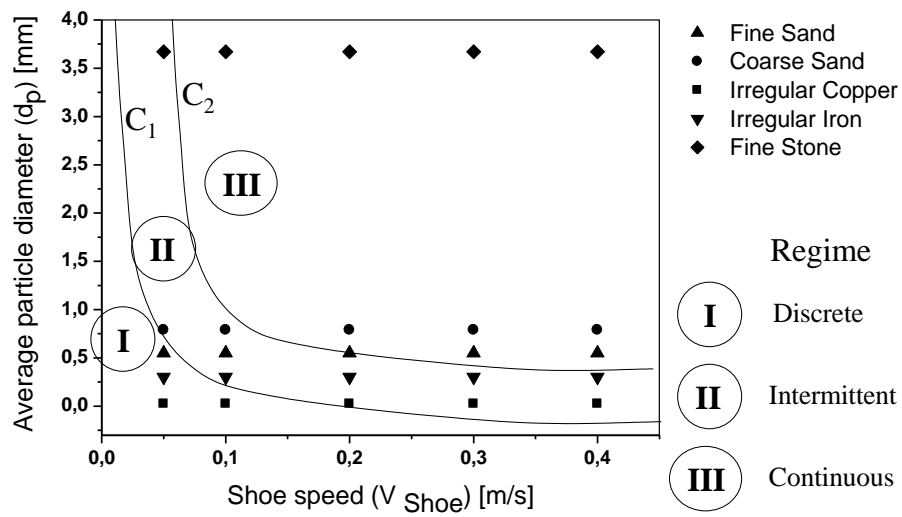 4,0
3,5
3,0
2,5
2,0
1,5
1,0
0,5
0,0
Average particle diameter (dp) [mm]
C1
C2
I
II
III
0,0 0,1 0,2 0,3 0,4
Shoe speed (V Shoe) [m/s]
Fine Sand
Coarse Sand
Irregular Copper
Irregular Iron
Fine Stone
Regime
I Discrete
II Intermittent
III Continuous